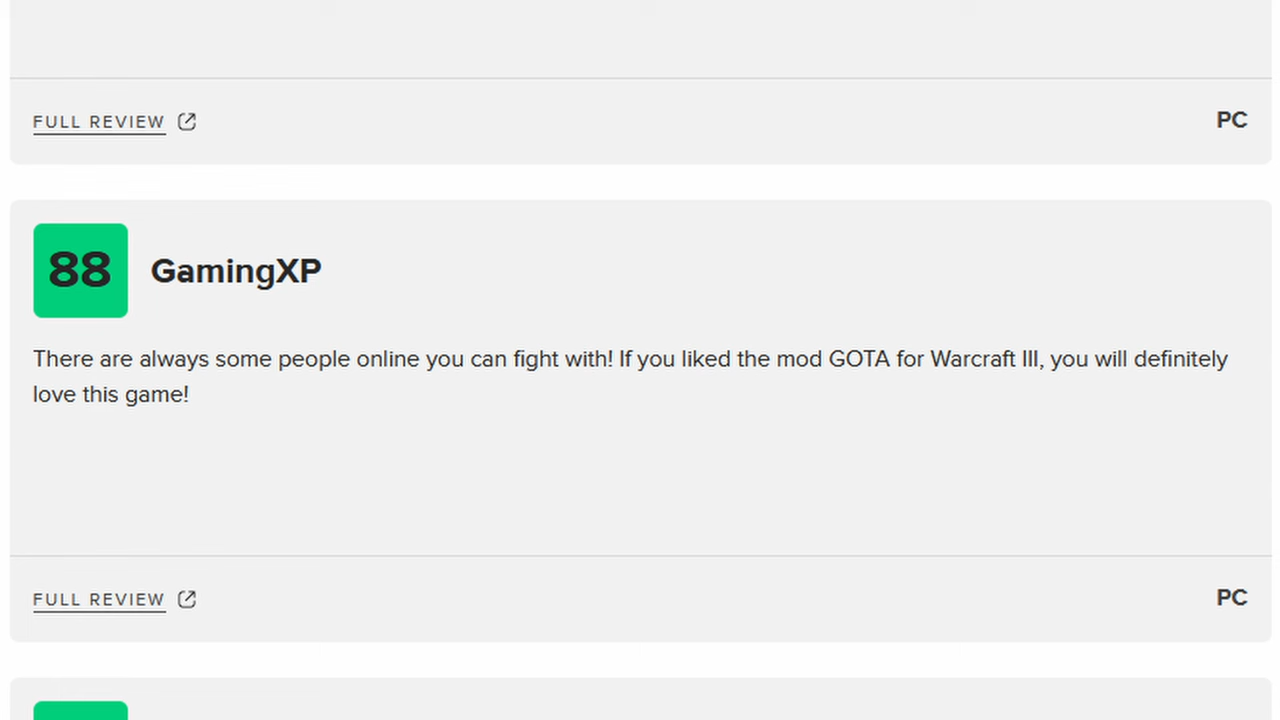 FULL REVIEW
PC
88
GamingXP
There are always some people online you can fight with! If you liked the mod GOTA for Warcraft III, you will definitely
love this game!
FULL REVIEW
PC